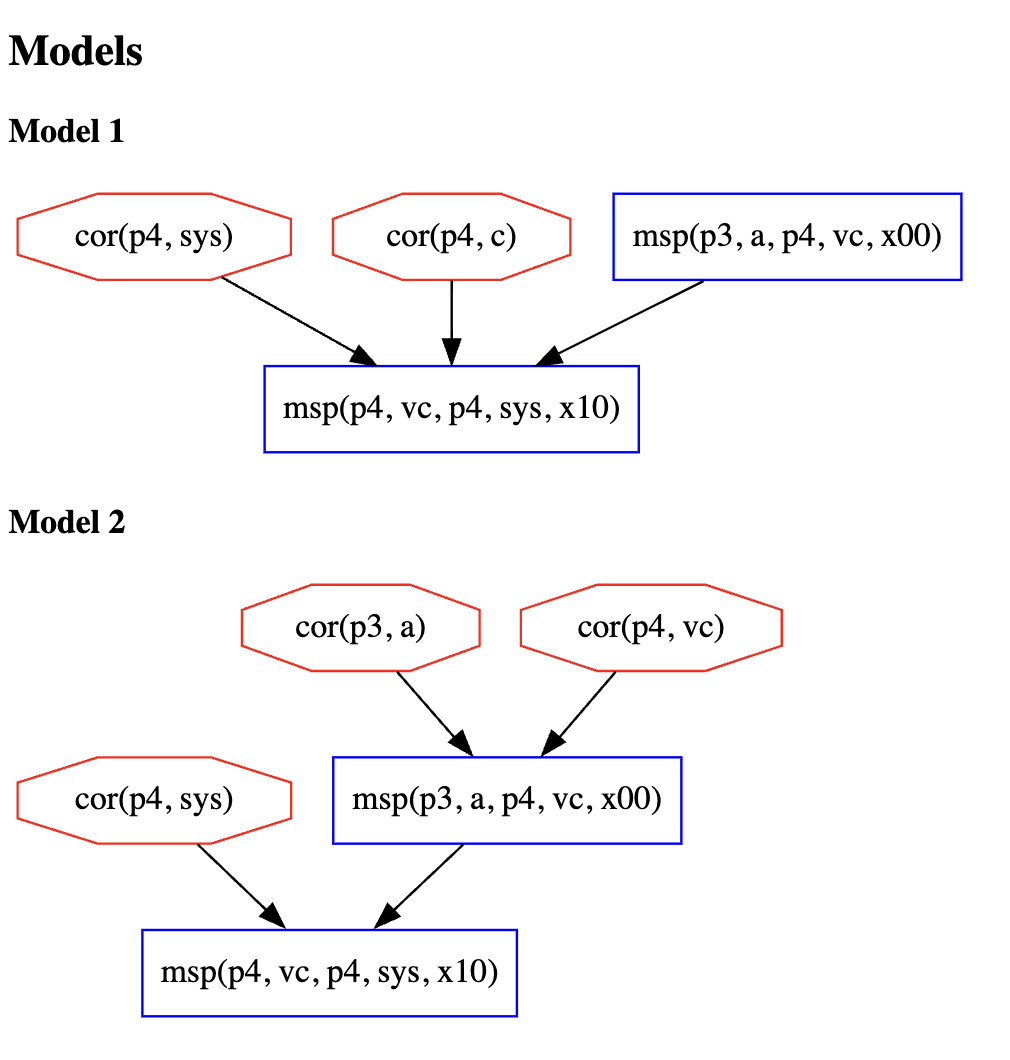 Models
Model 1
cor(p4, sys)
cor(p4, c)
msp(p3, a, p4, vc, x00)
msp(p4, vc, p4, sys, x10)
Model 2
cor(p3, a)
cor(p4, vc)
cor(p4, sys)
msp(p3, a, p4, vc, x00)
msp(p4, vc, p4, sys, x10)